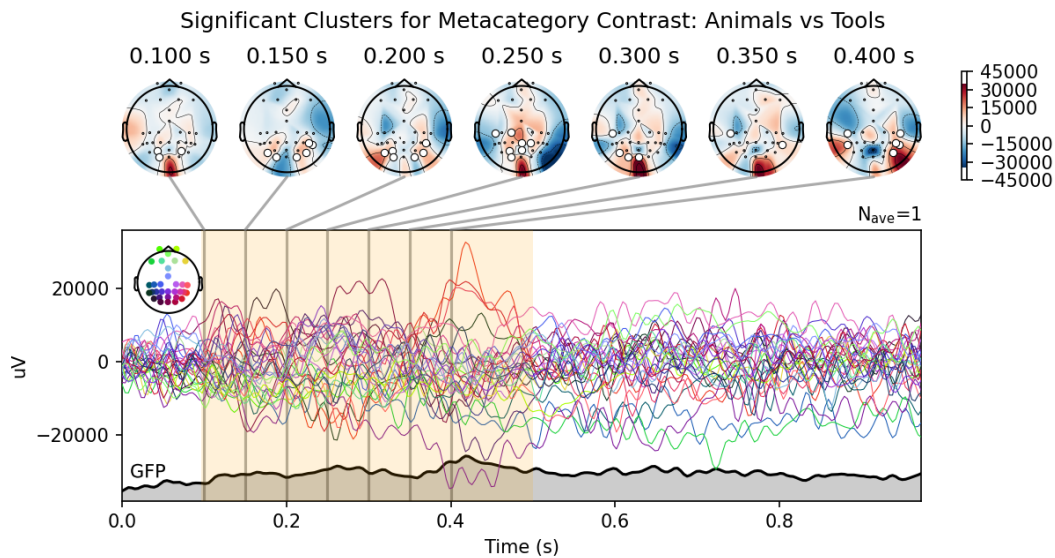 Significant Clusters for Metacategory Contrast: Animals vs Tools
0.100 s 0.150 s 0.200 s 0.250 s 0.300 s 0.350 s 0.400 s
45000
30000
15000
0
−15000
−30000
−45000
Nave=1
20000
0
−20000
uV
GFP
0.0 0.2 0.4 0.6 0.8
Time (s)